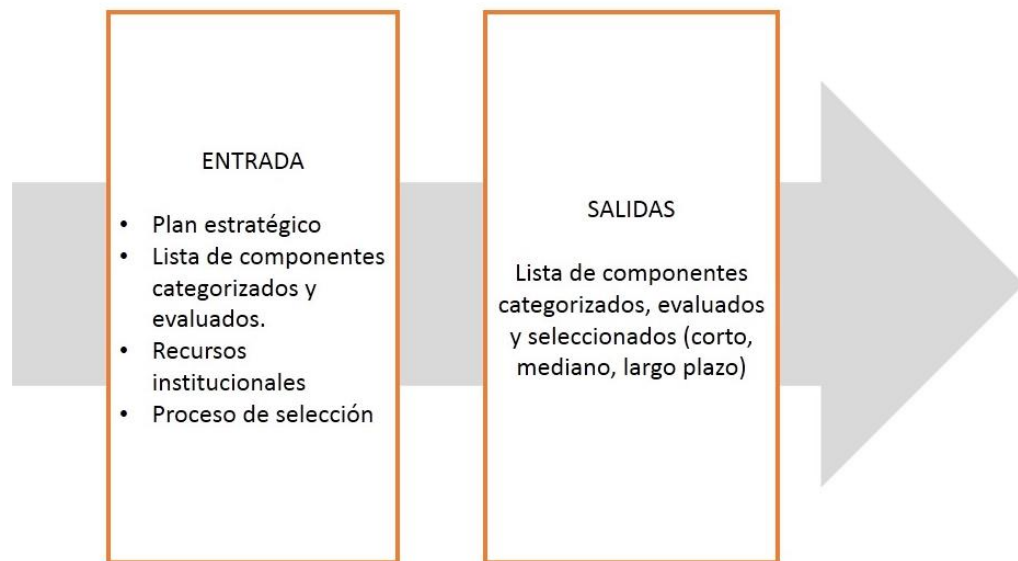 ENTRADA
• Plan estratégico
• Lista de componentes
categorizados y
evaluados.
• Recursos
institucionales
• Proceso de selección
SALIDAS
Lista de componentes
categorizados, evaluados
y seleccionados (corto,
mediano, largo plazo)